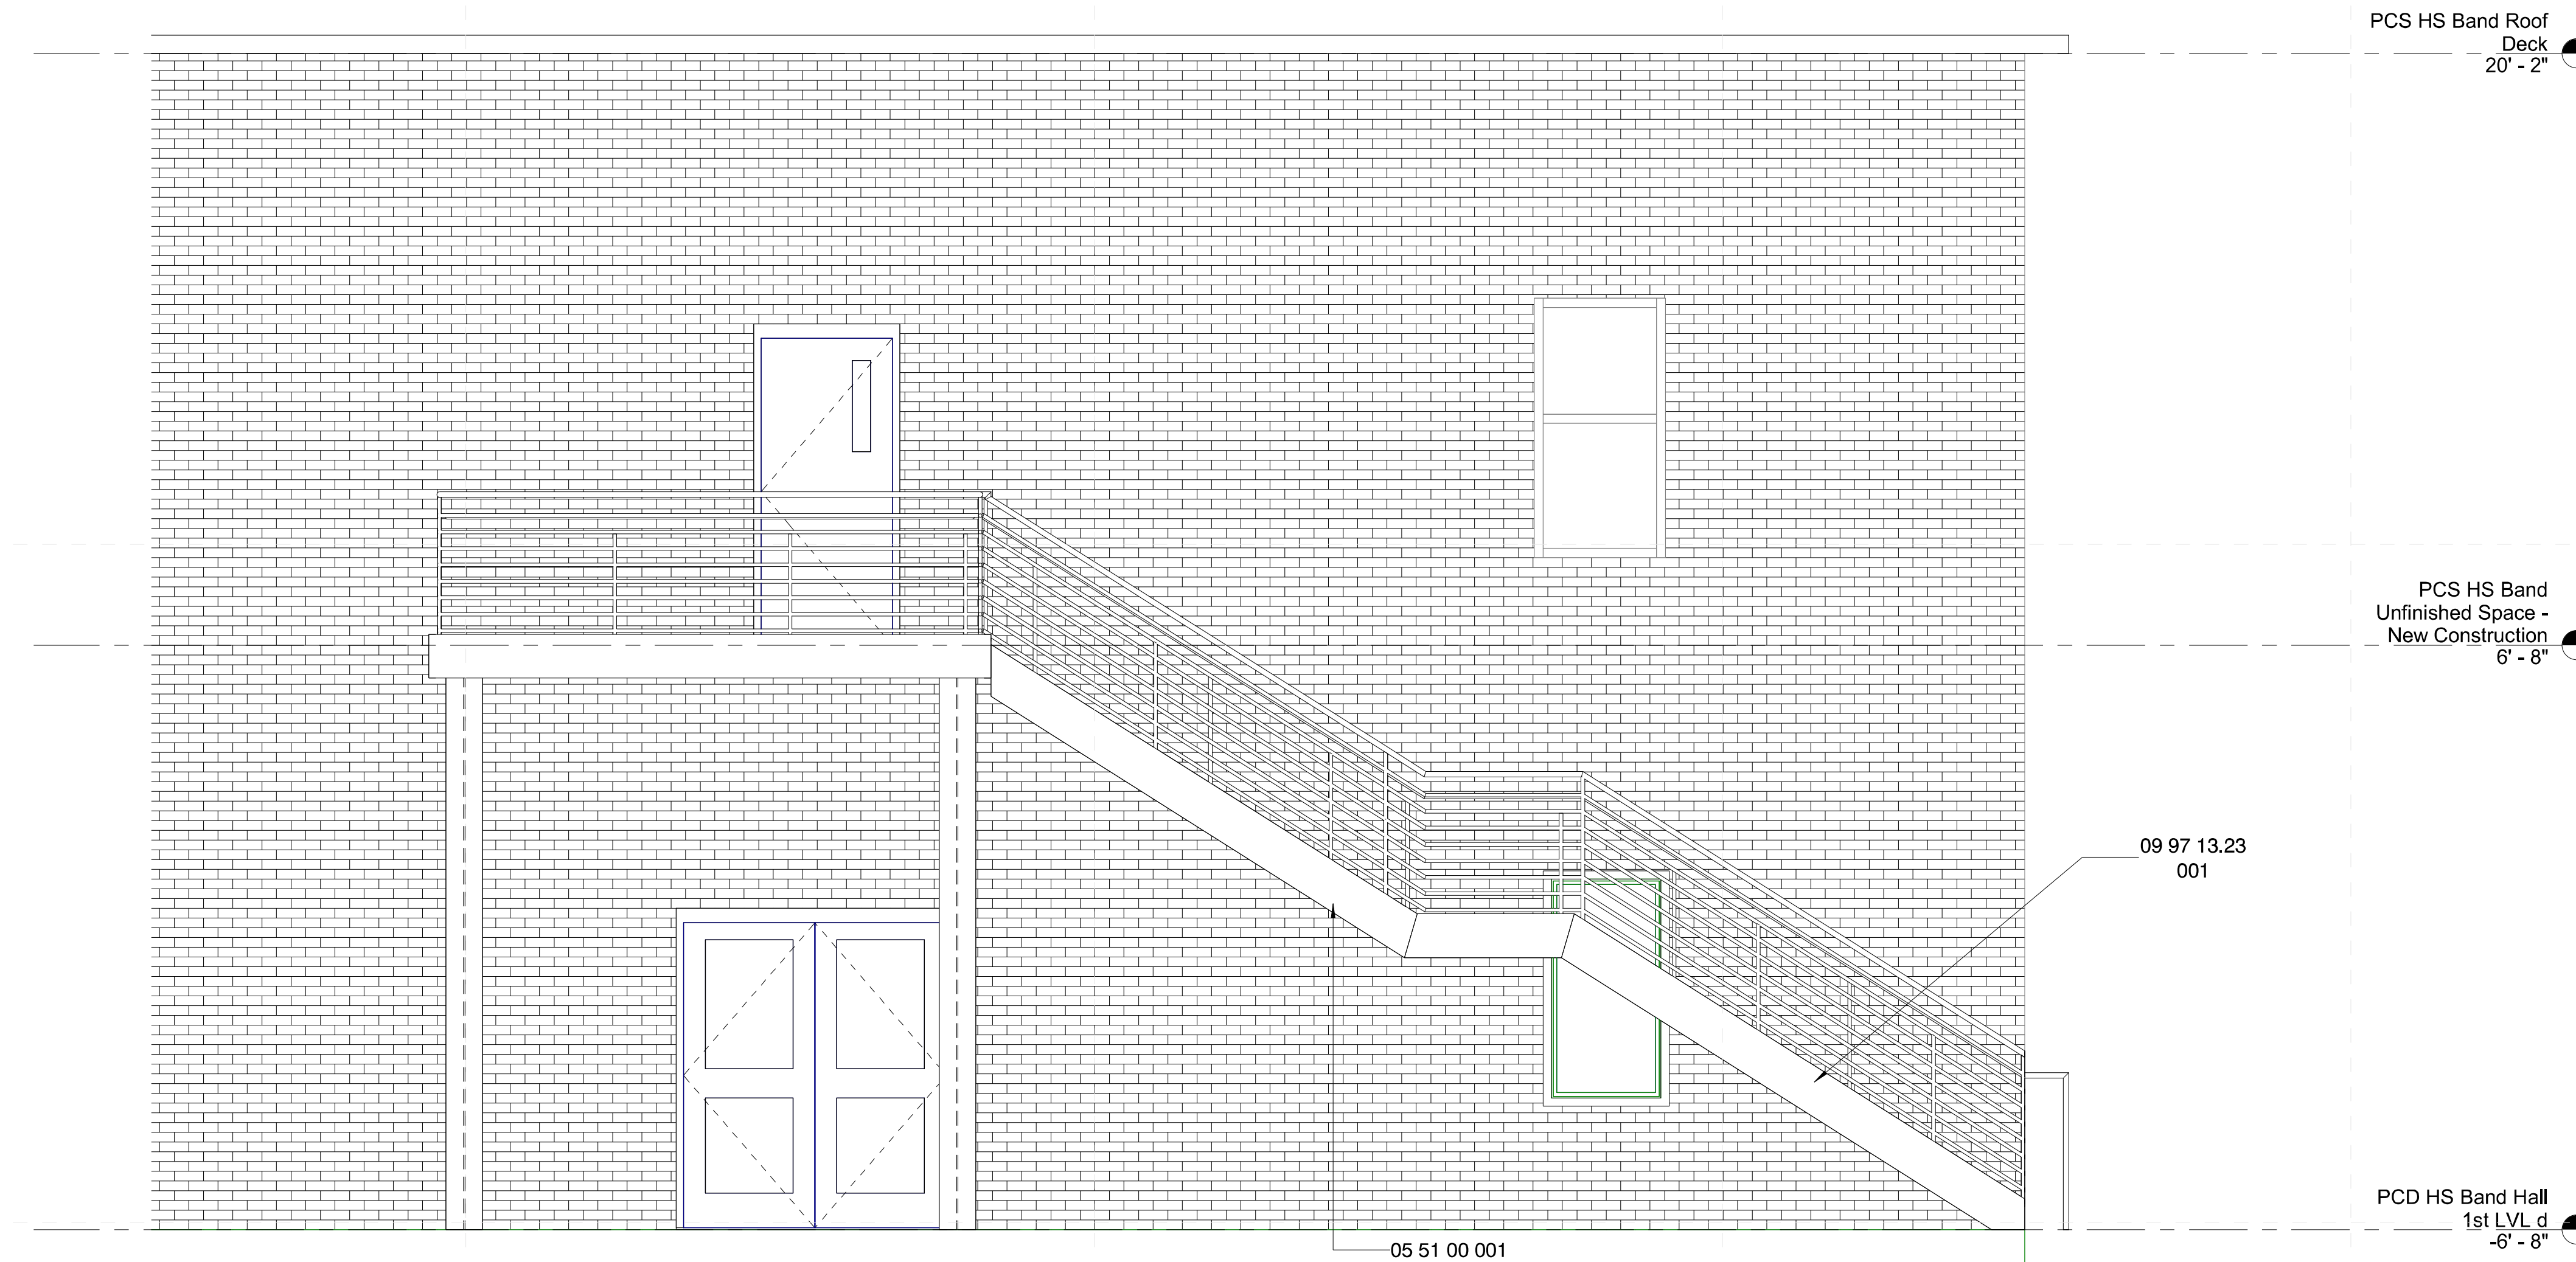 PCS HS Band Roof
Deck
20' - 2"
PCS HS Band
Unfinished Space -
New Construction
6' - 8"
09 97 13.23
001
PCD HS Band Hall
1st LVL d
-6' - 8"
05 51 00 001